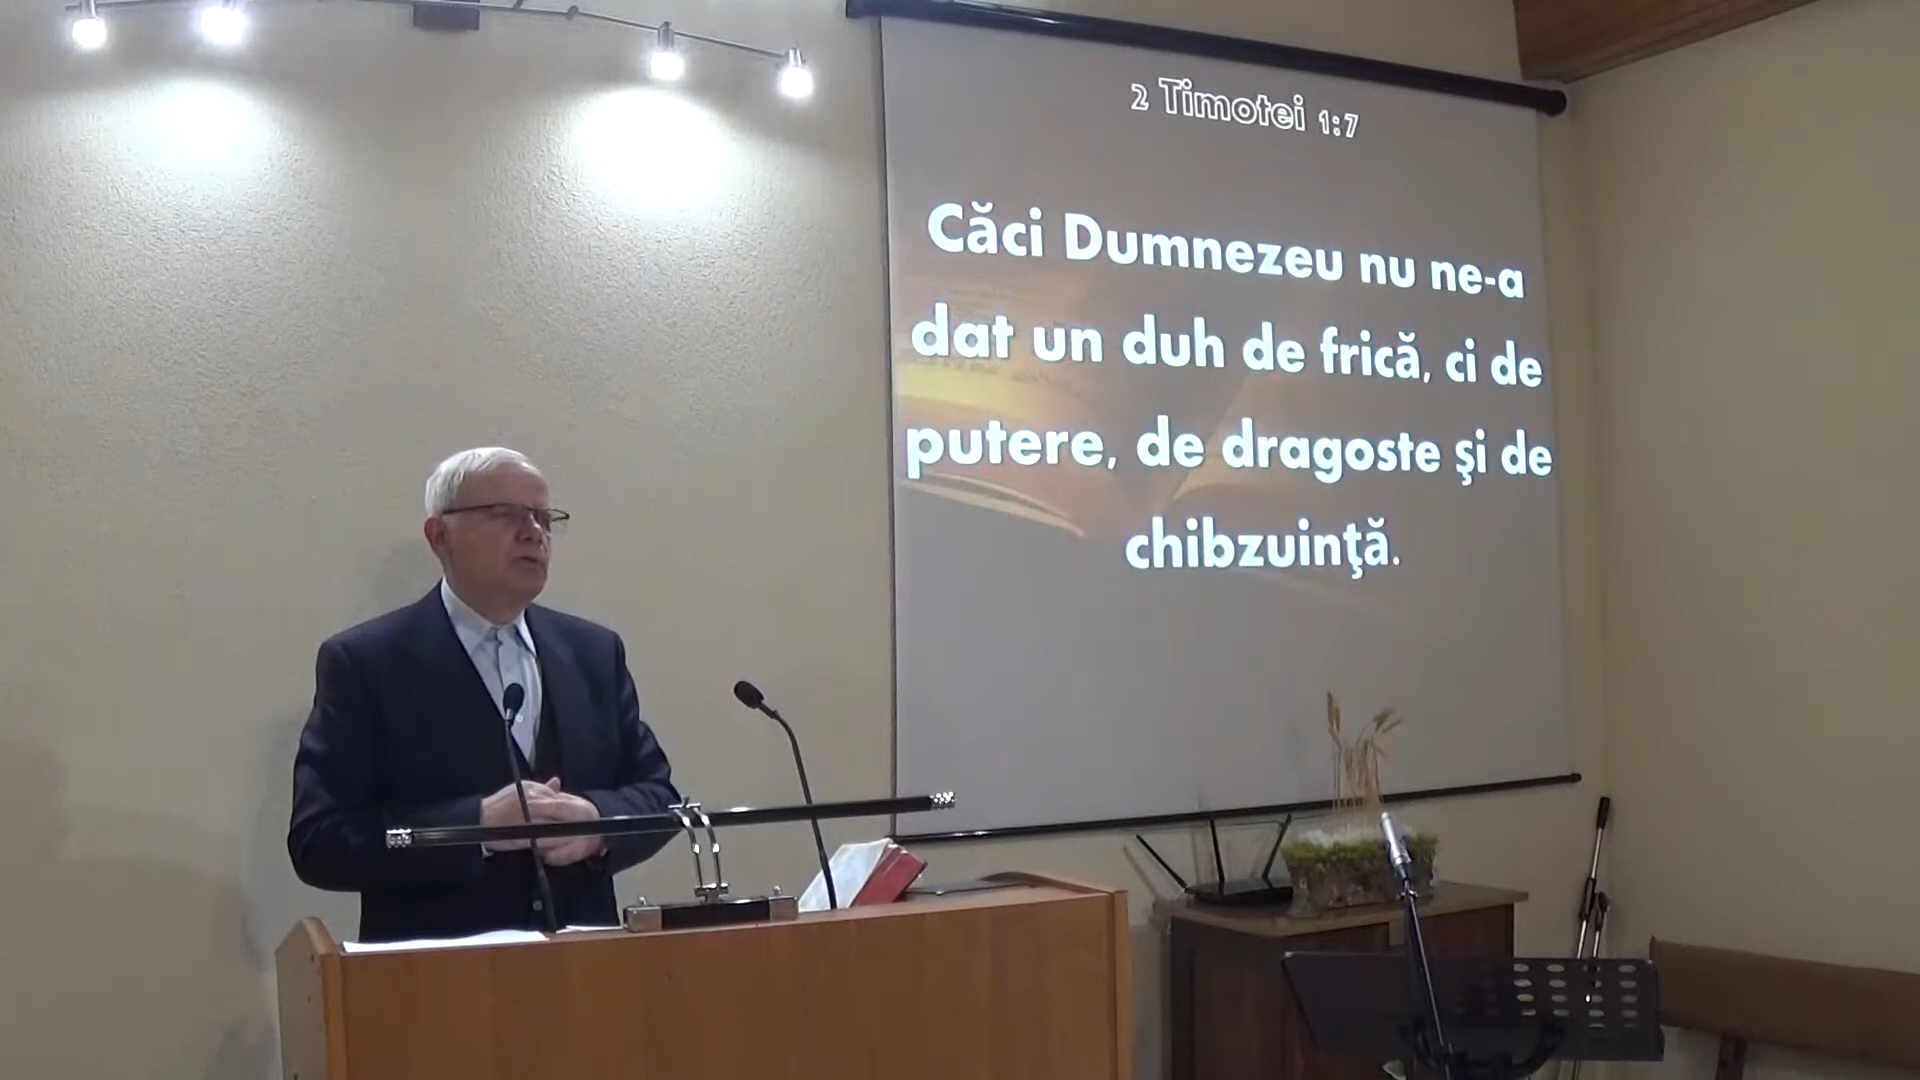 2 Timotei 1:7
Căci Dumnezeu nu ne-a
dat un duh de frică, ci de
putere, de dragoste şi de
chibzuinţă.